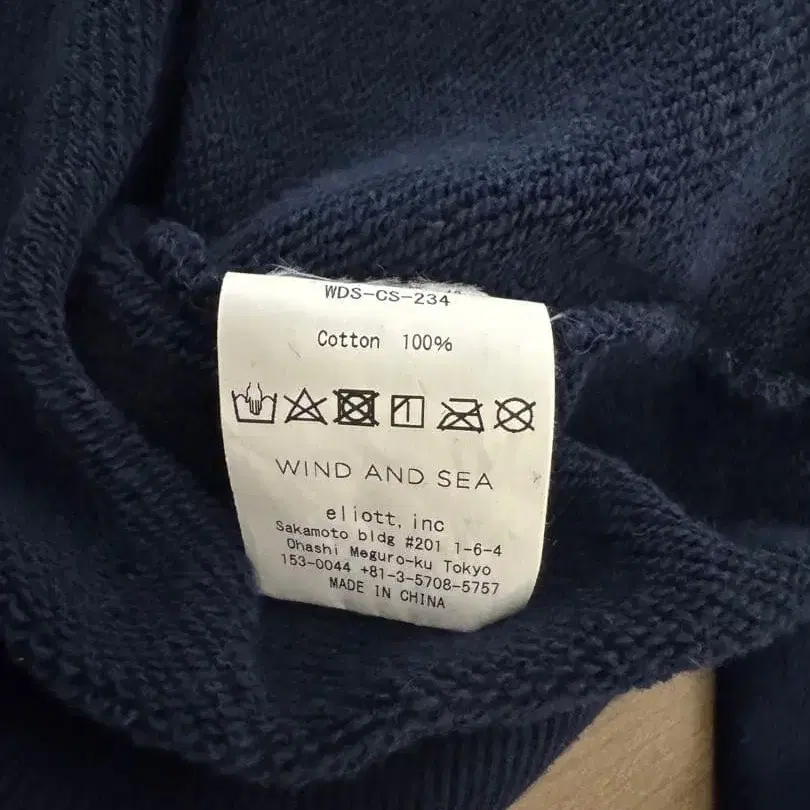 WDS-CS-234
Cotton 100%
WIND AND SEA
eliott, inc
Sakamoto bldg #201 1-6-4
Ohashi Meguro-ku Tokyo
153-0044 +81-3-5708-5757
MADE IN CHINA